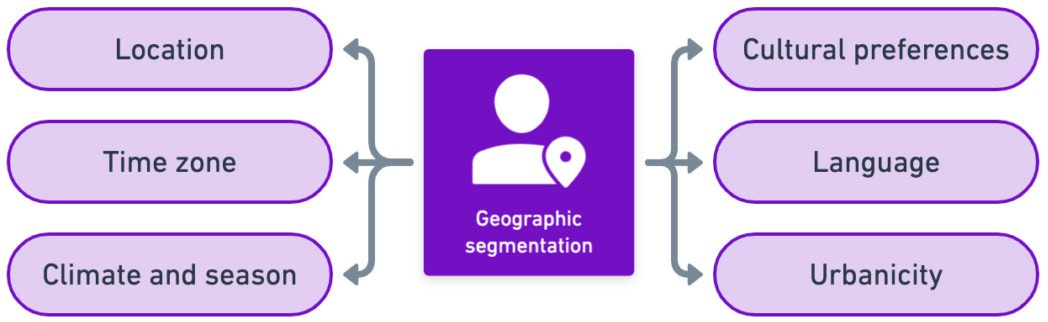 Location
Time zone
Climate and season
Geographic
segmentation
Cultural preferences
Language
Urbanicity